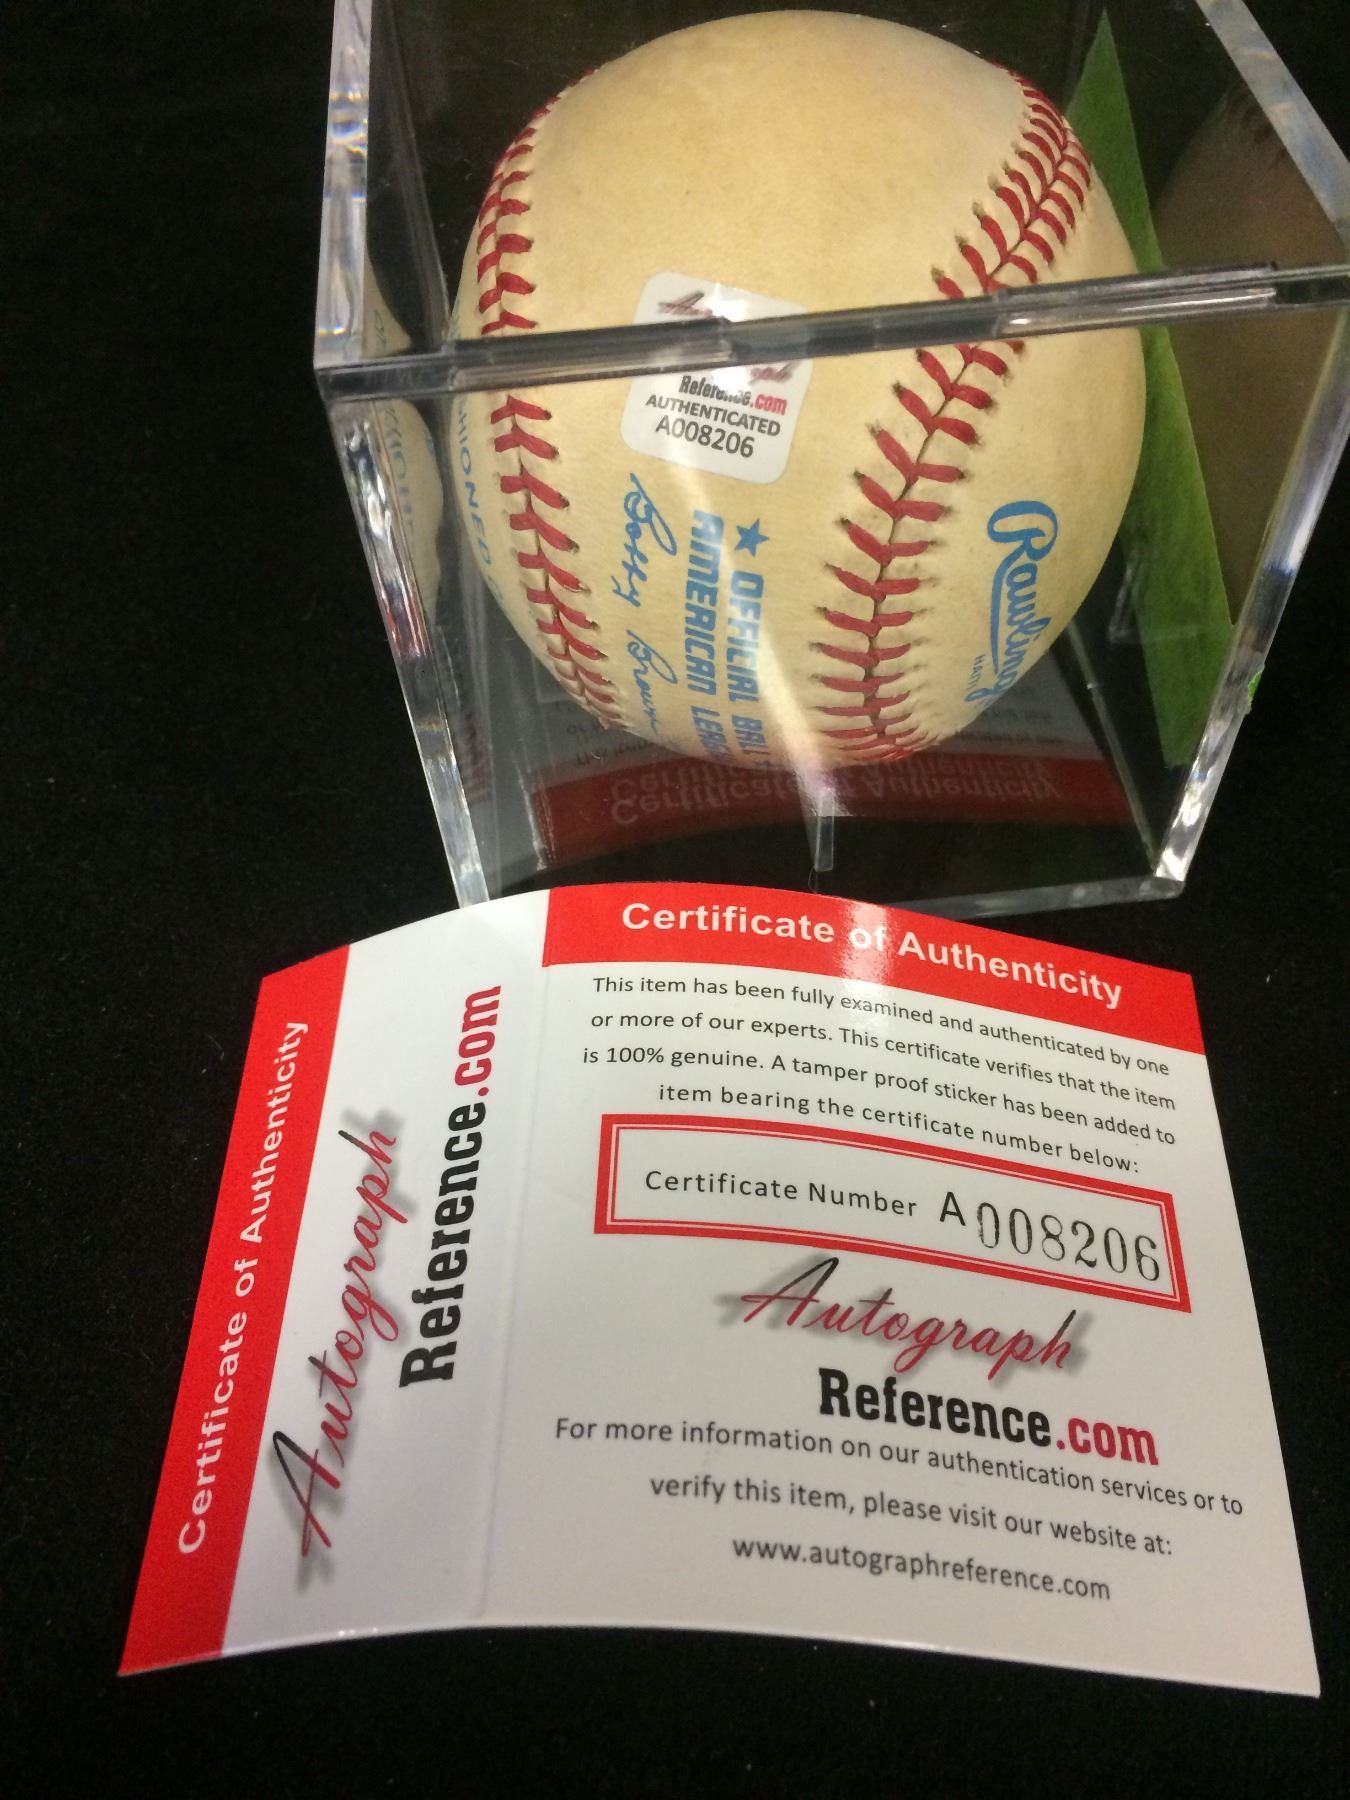 Reference.com
AUTHENTICATED
A008206
Bobby Brown
★ OFFICIAL BALL
AMERICAN
Rawlings
HAITI
Certificate of Authenticity
Autograph
Reference.com
Certificate of Authenticity
This item has been fully examined and authenticated by one
or more of our experts. This certificate verifies that the item
is 100% genuine. A tamper proof sticker has been added to
item bearing the certificate number below:
Certificate Number A008206
Autograph
Reference.com
For more information on our authentication services or to
verify this item, please visit our website at:
www.autographreference.com